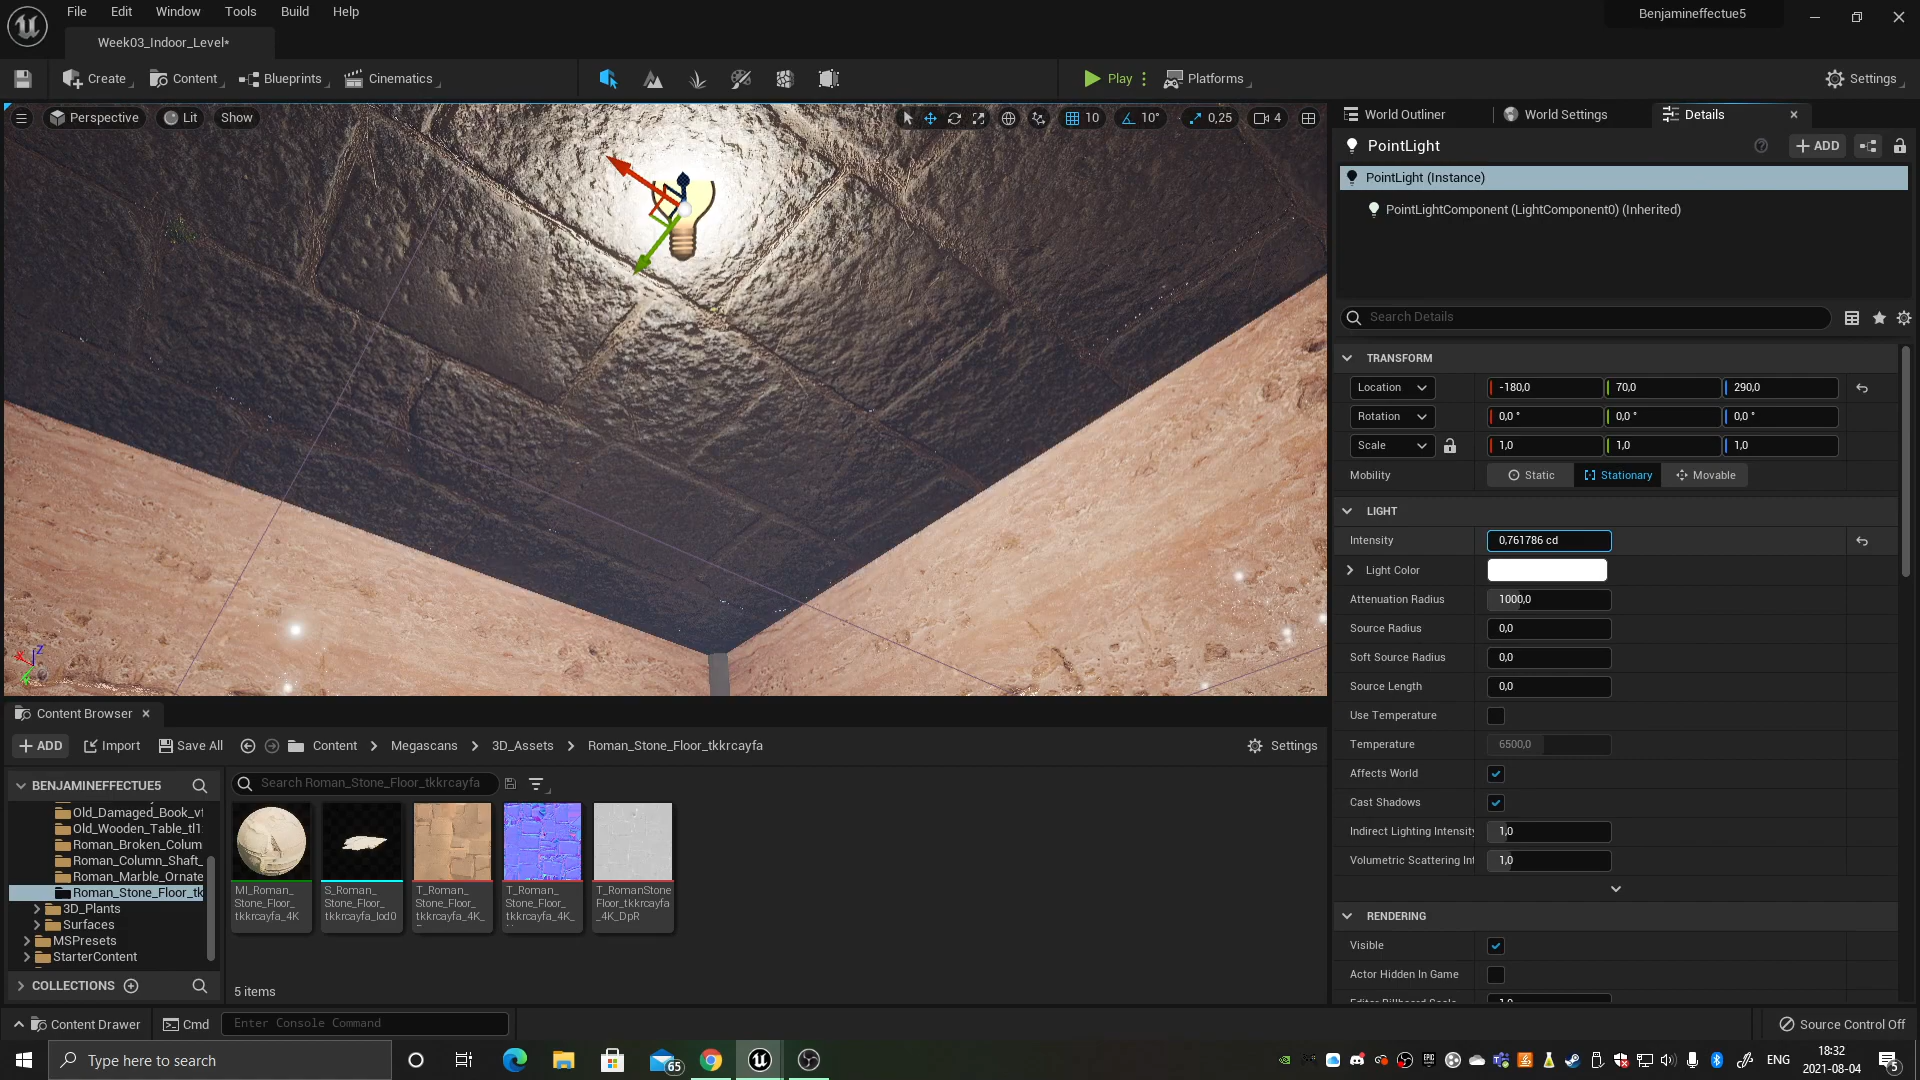 File Edit Window Tools Build Help
Benjamineffectue5
Week03_Indoor_Level*
Create Content Blueprints Cinematics Play Platforms Settings
Perspective Lit Show 10 10° 0,25 4
World Outliner World Settings Details
PointLight ADD
PointLight (Instance)
PointLightComponent (LightComponent0) (Inherited)
Search Details
TRANSFORM
Location -180,0 70,0 290,0
Rotation 0,0 ° 0,0 ° 0,0 °
Scale 1,0 1,0 1,0
Mobility Static Stationary Movable
LIGHT
Intensity 0,761786 cd
Light Color
Attenuation Radius 1000,0
Source Radius 0,0
Soft Source Radius 0,0
Source Length 0,0
Use Temperature
Temperature 6500,0
Affects World
Cast Shadows
Indirect Lighting Intensity 1,0
Volumetric Scattering Int 1,0
RENDERING
Visible
Actor Hidden In Game
Content Browser
ADD Import Save All Content Megascans 3D_Assets Roman_Stone_Floor_tkkrcayfa Settings
BENJAMINEFFECTUE5
Search Roman_Stone_Floor_tkkrcayfa
Old_Damaged_Book_vf
Old_Wooden_Table_tl1
Roman_Broken_Colum
Roman_Column_Shaft_
Roman_Marble_Ornate
Roman_Stone_Floor_tk
3D_Plants
Surfaces
MSPresets
StarterContent
COLLECTIONS
MI_Roman_
Stone_Floor_
tkkrcayfa_4K
S_Roman_
Stone_Floor_
tkkrcayfa_lod0
T_Roman_
Stone_Floor_
tkkrcayfa_4K_
T_Roman_
Stone_Floor_
tkkrcayfa_4K_
T_RomanStone
Floor_tkkrcayfa
_4K_DpR
5 items
Content Drawer Cmd Enter Console Command Source Control Off
Type here to search
65
ENG
18:32
2021-08-04
5
X Z